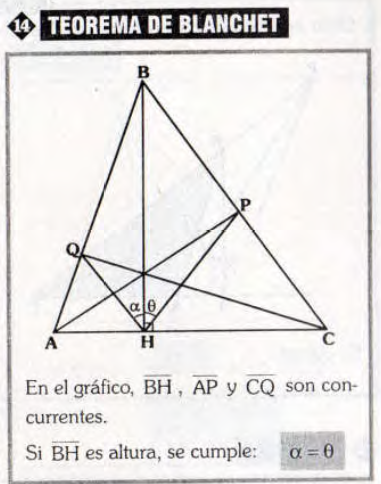 14 TEOREMA DE BLANCHET
B
P
Q
α θ
A H C
En el gráfico, BH , AP y CQ son con-
currentes.
Si BH es altura, se cumple: α = θ